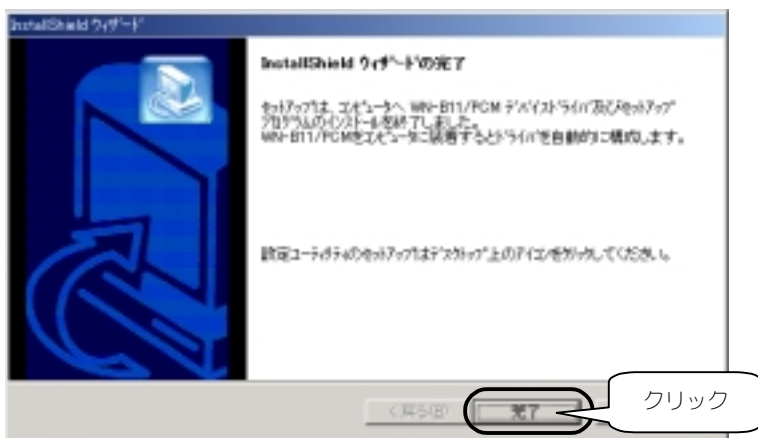 InstallShield ウィザード
InstallShield ウィザードの完了
セットアップは、コンピュータへ WN-B11/PCM デバイスドライバ及びセットアップ
プログラムのインストールを終了しました。
WN-B11/PCMをコンピュータに装着するとドライバを自動的に構成します。
設定ユーティリティのセットアップはデスクトップ上のアイコンをクリックしてください。
< 戻る(B)
完了
クリック